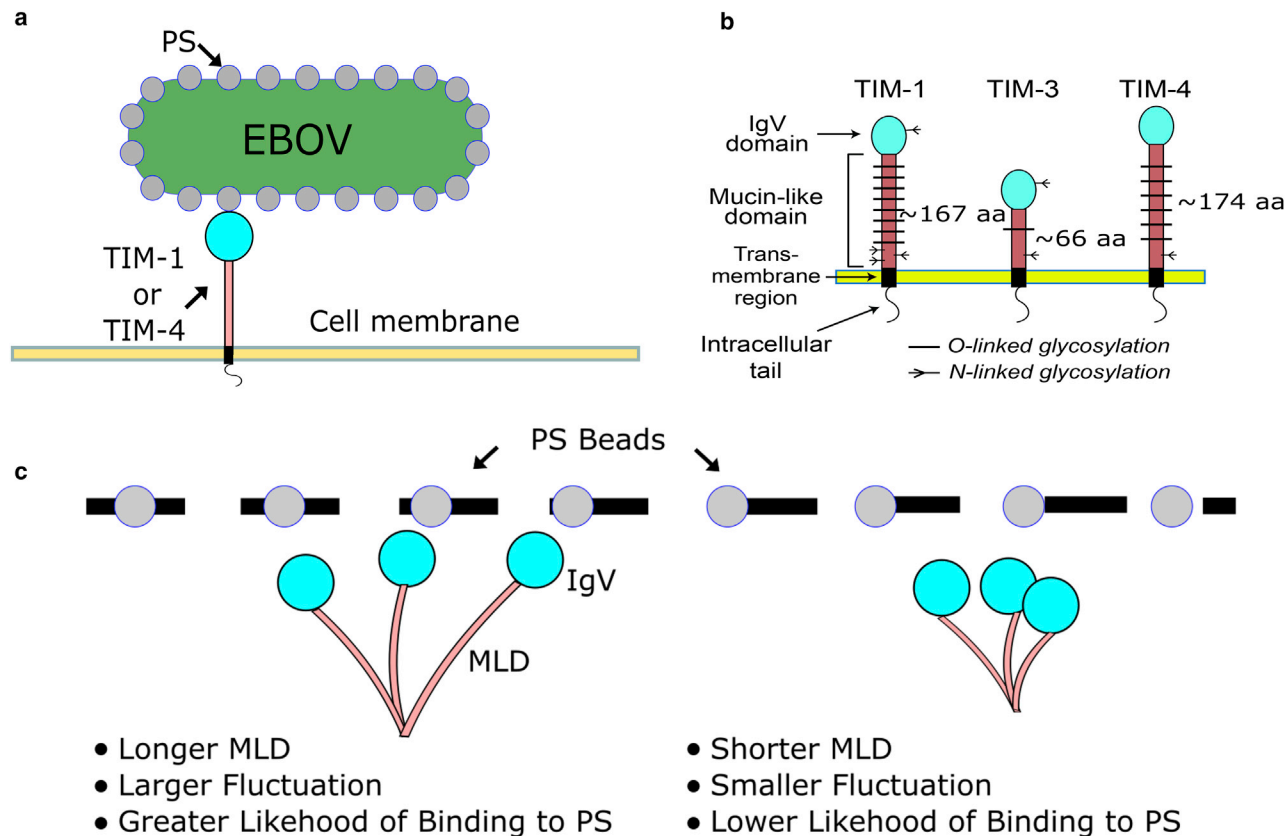 a
PS
EBOV
TIM-1
or
TIM-4
Cell membrane
b
TIM-1
TIM-3
TIM-4
IgV
domain
Mucin-like
domain
~167 aa
~66 aa
~174 aa
Trans-
membrane
region
Intracellular
tail
O-linked glycosylation
N-linked glycosylation
c
PS Beads
IgV
MLD
• Longer MLD
• Larger Fluctuation
• Greater Likehood of Binding to PS
• Shorter MLD
• Smaller Fluctuation
• Lower Likelihood of Binding to PS